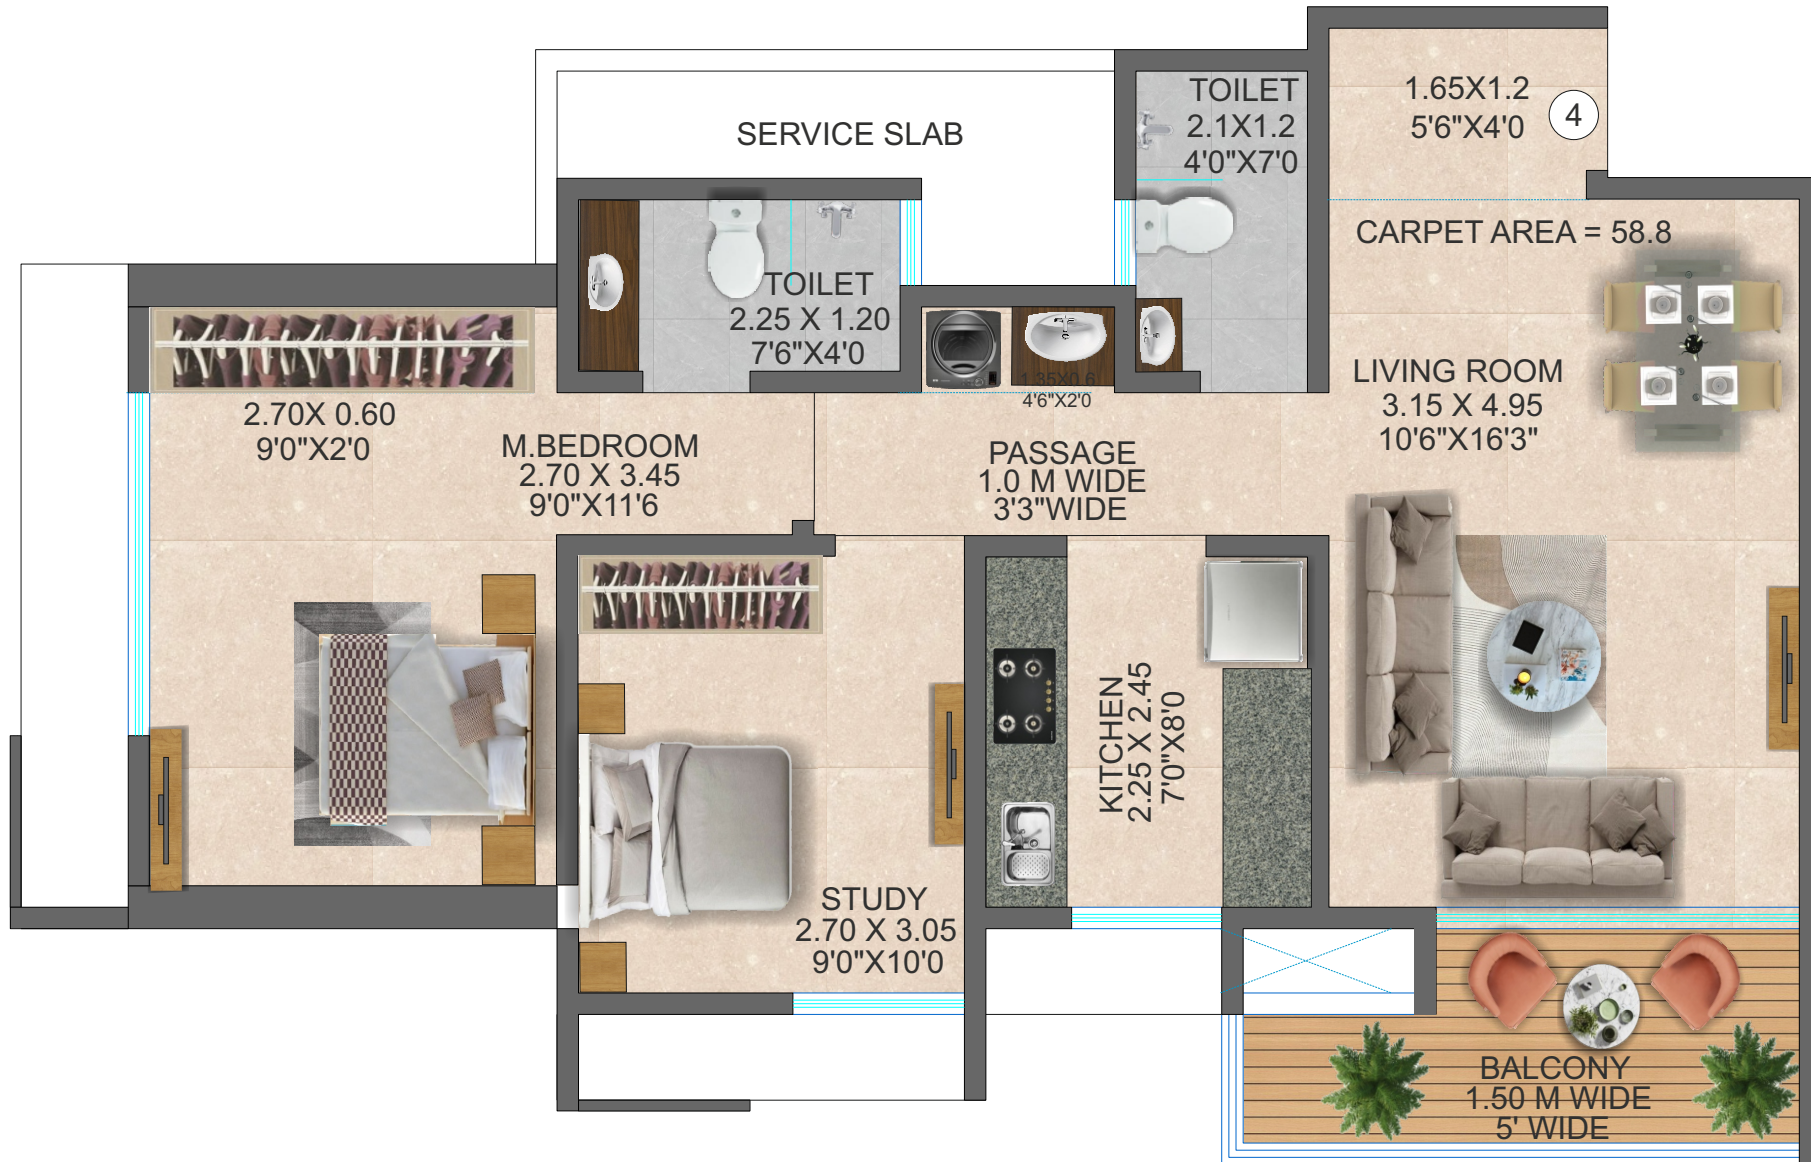 SERVICE SLAB
TOILET
2.1X1.2
4'0"X7'0
1.65X1.2
5'6"X4'0
4
CARPET AREA = 58.8
TOILET
2.25 X 1.20
7'6"X4'0
1.35X0.6
4'6"X2'0
LIVING ROOM
3.15 X 4.95
10'6"X16'3"
2.70X 0.60
9'0"X2'0
M.BEDROOM
2.70 X 3.45
9'0"X11'6
PASSAGE
1.0 M WIDE
3'3"WIDE
KITCHEN
2.25 X 2.45
7'0"X8'0
STUDY
2.70 X 3.05
9'0"X10'0
BALCONY
1.50 M WIDE
5' WIDE